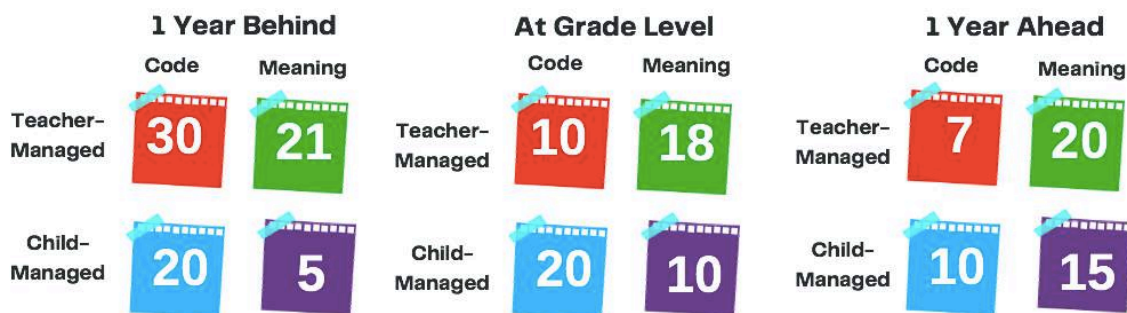 1 Year Behind
Code Meaning
Teacher-
Managed
30 21
Child-
Managed
20 5
At Grade Level
Code Meaning
Teacher-
Managed
10 18
Child-
Managed
20 10
1 Year Ahead
Code Meaning
Teacher-
Managed
7 20
Child-
Managed
10 15